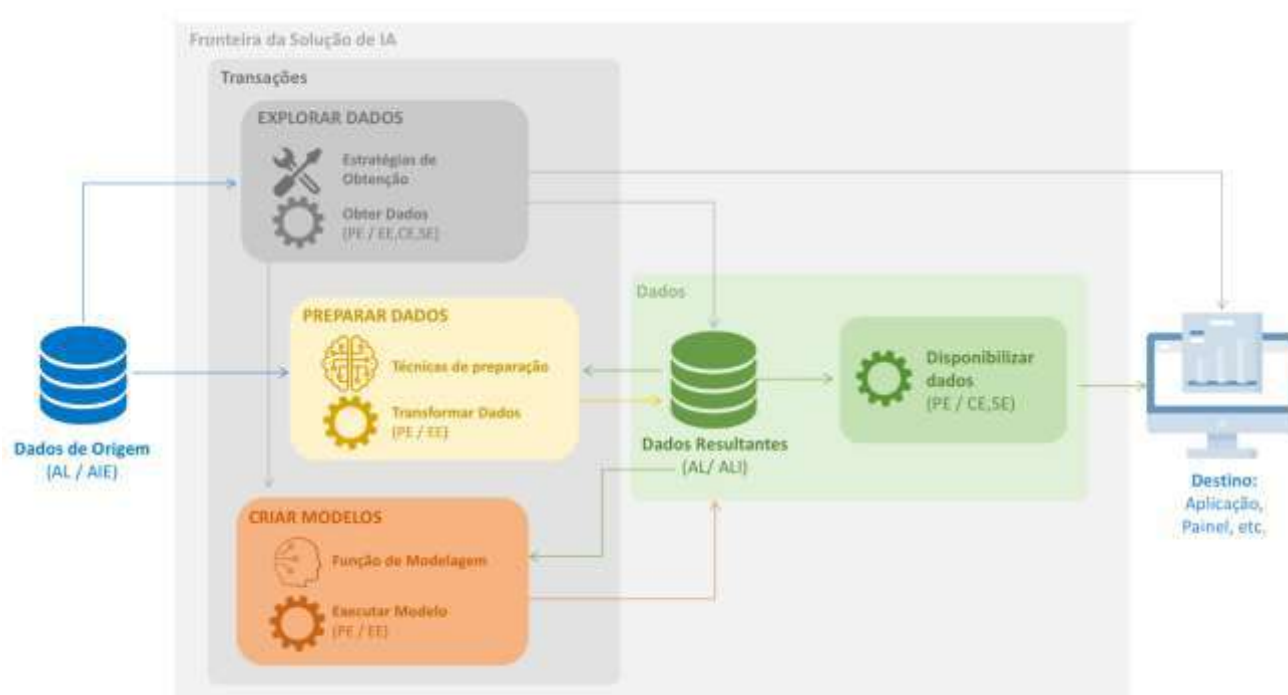 Fronteira da Solução de IA
Transações
EXPLORAR DADOS
Estratégias de
Obtenção
Obter Dados
(PE / EE,CE,SE)
PREPARAR DADOS
Técnicas de preparação
Transformar Dados
(PE / EE)
CRIAR MODELOS
Função de Modelagem
Executar Modelo
(PE / EE)
Dados de Origem
(AL / AIE)
Dados
Dados Resultantes
(AL/ ALI)
Disponibilizar
dados
(PE / CE,SE)
Destino:
Aplicação,
Painel, etc.